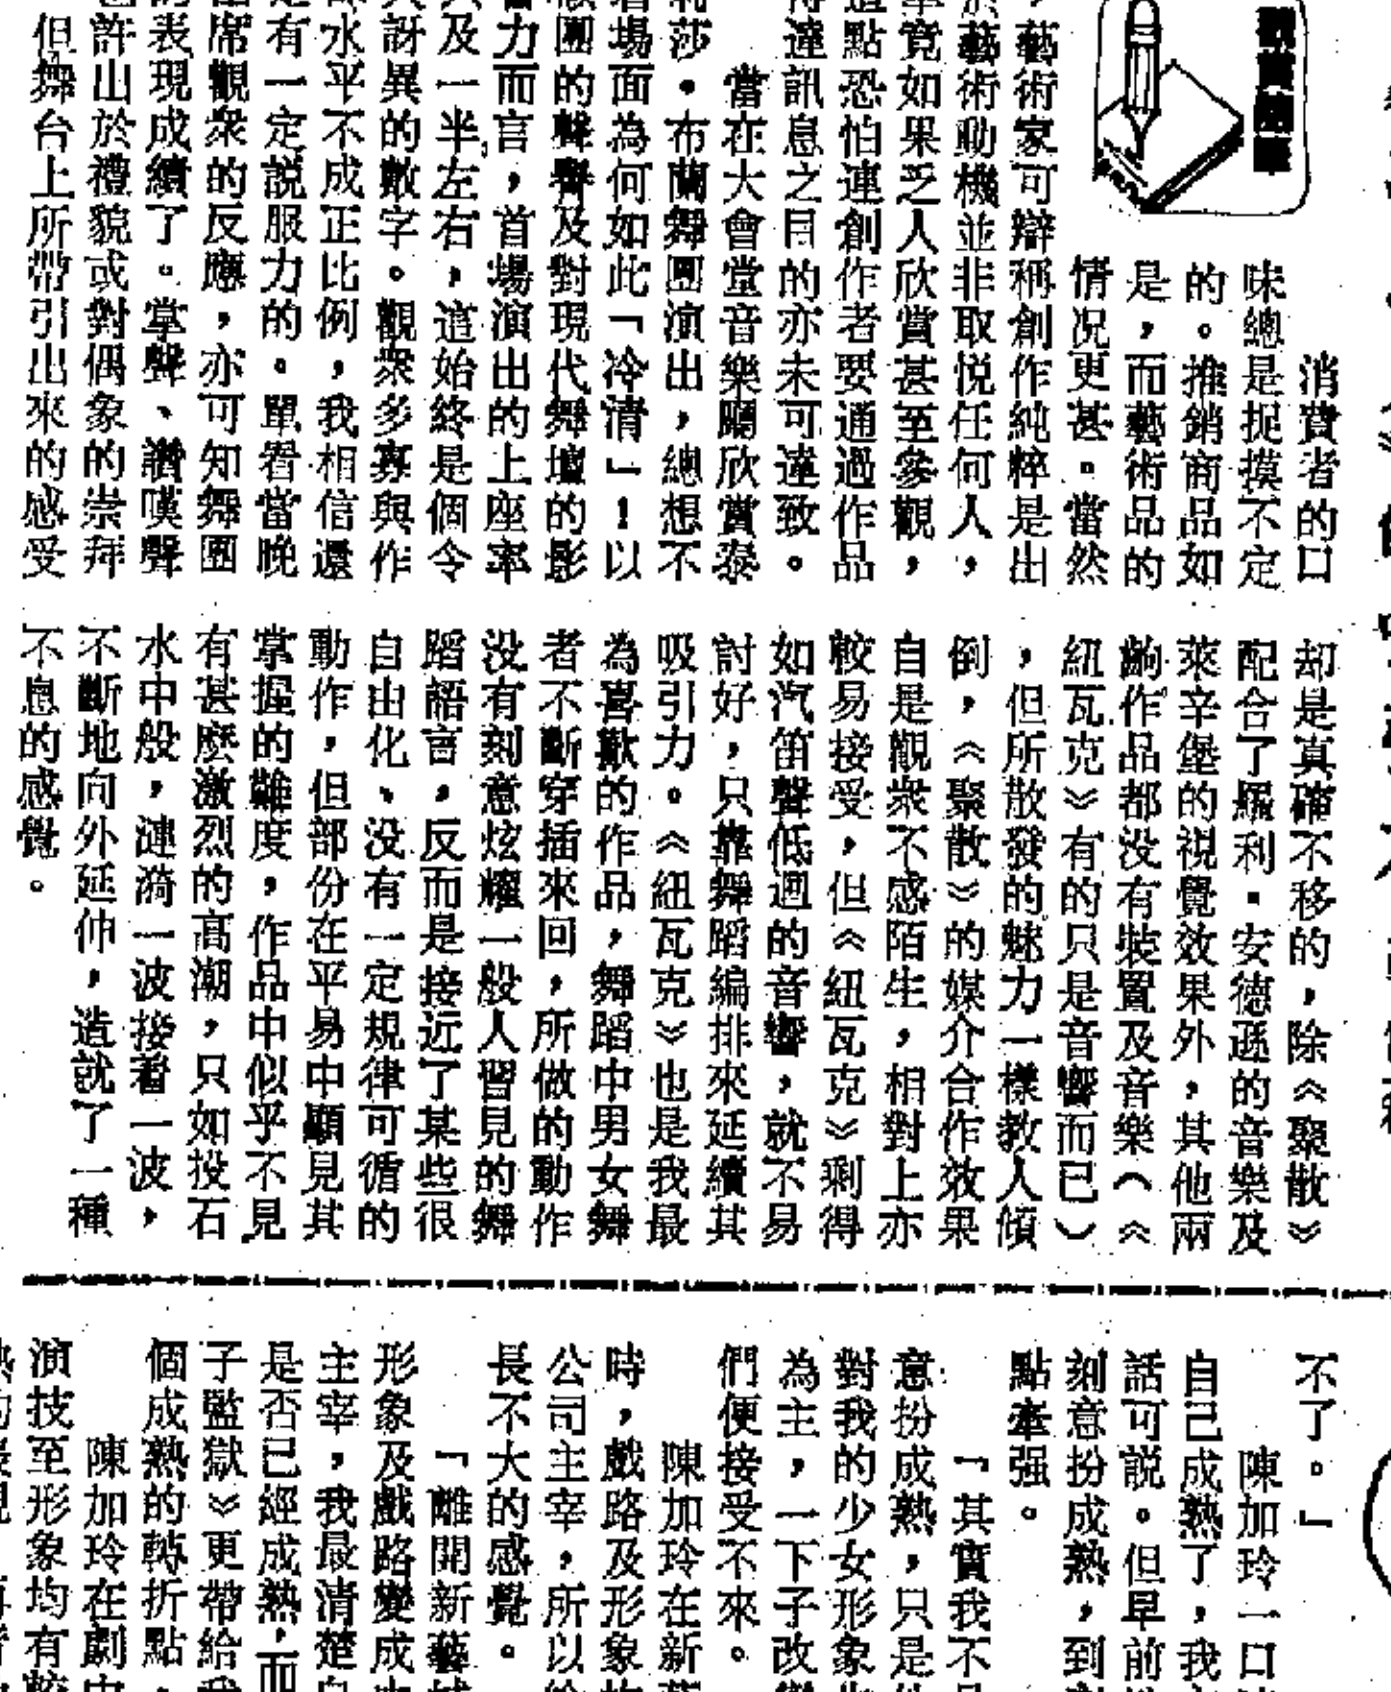 消費者的口
味總是捉摸不定
的。推銷商品如
是，而藝術品的
情況更甚。當然
，藝術家可辯稱創作純粹是出
於藝術動機並非取悦任何人，
竟如果乏人欣賞甚至參觀，
點恐怕連創作者要通過作品
達訊息之目的亦未可達致。
當在大會堂音樂廳欣賞泰
莎·布蘭舞團演出，總想不
場面為何如此「冷清」！以
團的聲譽及對現代舞壇的影
力而言，首場演出的上座率
及一半左右，這始終是個令
訝異的數字。觀衆多寡與作
水平不成正比例，我相信還
是有一定説服力的。單看當晚
席觀衆的反應，亦可知舞團
表現成績了。掌聲、讚嘆聲
許出於禮貌或對偶象的崇拜
但舞台上所帶引出來的感受
却是真確不移的，除《聚散》
配合了羅利·安德遜的音樂及
萊辛堡的視覺效果外，其他兩
齣作品都没有裝置及音樂（《
紐瓦克》有的只是音響而已）
，但所散發的魅力一樣教人傾
倒，《聚散》的媒介合作效果
自是觀衆不感陌生，相對上亦
較易接受，但《紐瓦克》剩得
如汽笛聲低迴的音響，就不易
討好，只靠舞蹈編排來延續其
吸引力。《紐瓦克》也是我最
為喜歡的作品，舞蹈中男女舞
者不斷穿插來回，所做的動作
没有刻意炫耀一般人習見的舞
蹈語言，反而是接近了某些很
自由化、没有一定規律可循的
動作，但部份在平易中顯見其
掌握的難度，作品中似乎不見
有甚麽激烈的高潮，只如投石
水中般，漣漪一波接着一波，
不斷地向外延伸，造就了一種
不息的感覺。
不了。」
陳加玲一口
自己成熟了，我
話可説。但早前
刻意扮成熟，到
點牽强。
「其實我不
意扮成熟，只是
對我的少女形象
為主，一下子改
們便接受不來。
陳加玲在新
時，戲路及形象
公司主宰，所以
長不大的感覺。
「離開新藝
形象及戲路變成
主宰，我最清楚
是否已經成熟，而
子監獄》更帶給
個成熟的轉折點
陳加玲在劇
演技至形象均有